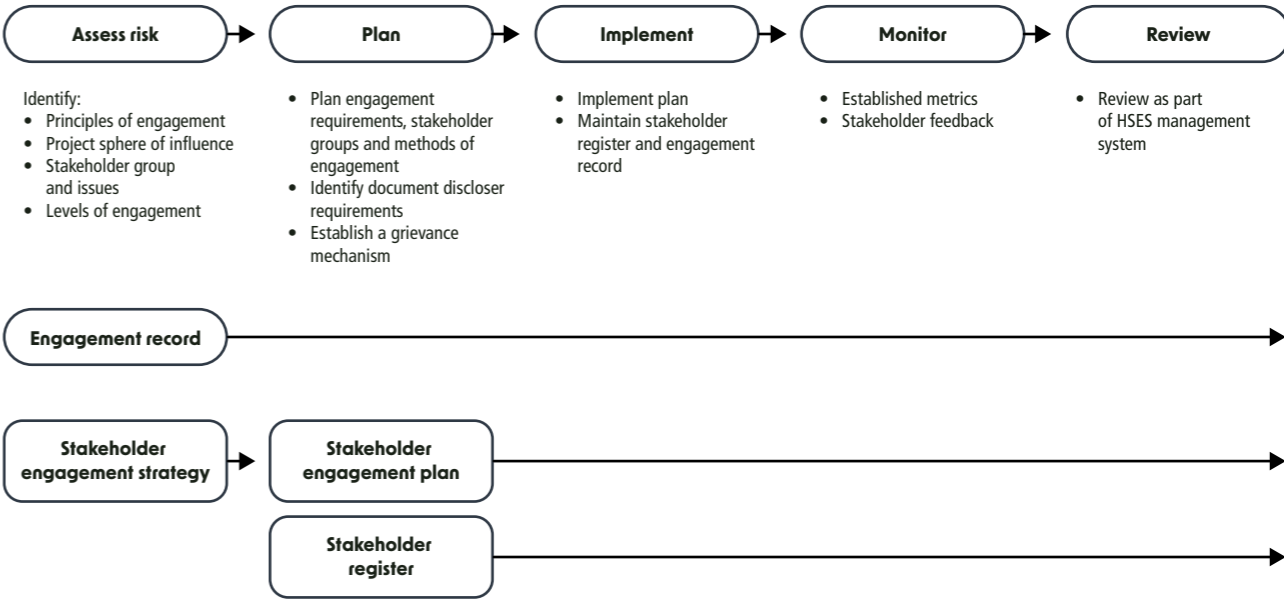 Assess risk
Plan
Implement
Monitor
Review
Identify:
• Principles of engagement
• Project sphere of influence
• Stakeholder group
and issues
• Levels of engagement
• Plan engagement
requirements, stakeholder
groups and methods of
engagement
• Identify document discloser
requirements
• Establish a grievance
mechanism
• Implement plan
• Maintain stakeholder
register and engagement
record
• Established metrics
• Stakeholder feedback
• Review as part
of HSES management
system
Engagement record
Stakeholder
engagement strategy
Stakeholder
engagement plan
Stakeholder
register